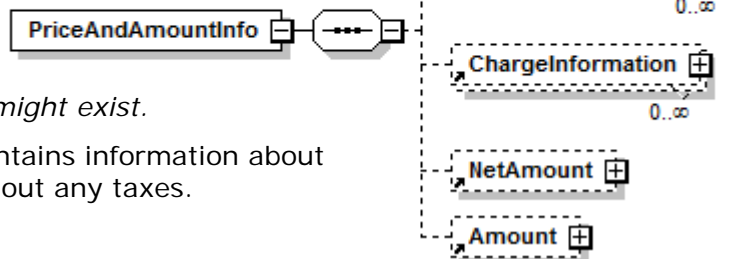 0..∞
PriceAndAmountInfo
ChargeInformation
might exist.
0..∞
ntains information about
out any taxes.
NetAmount
Amount